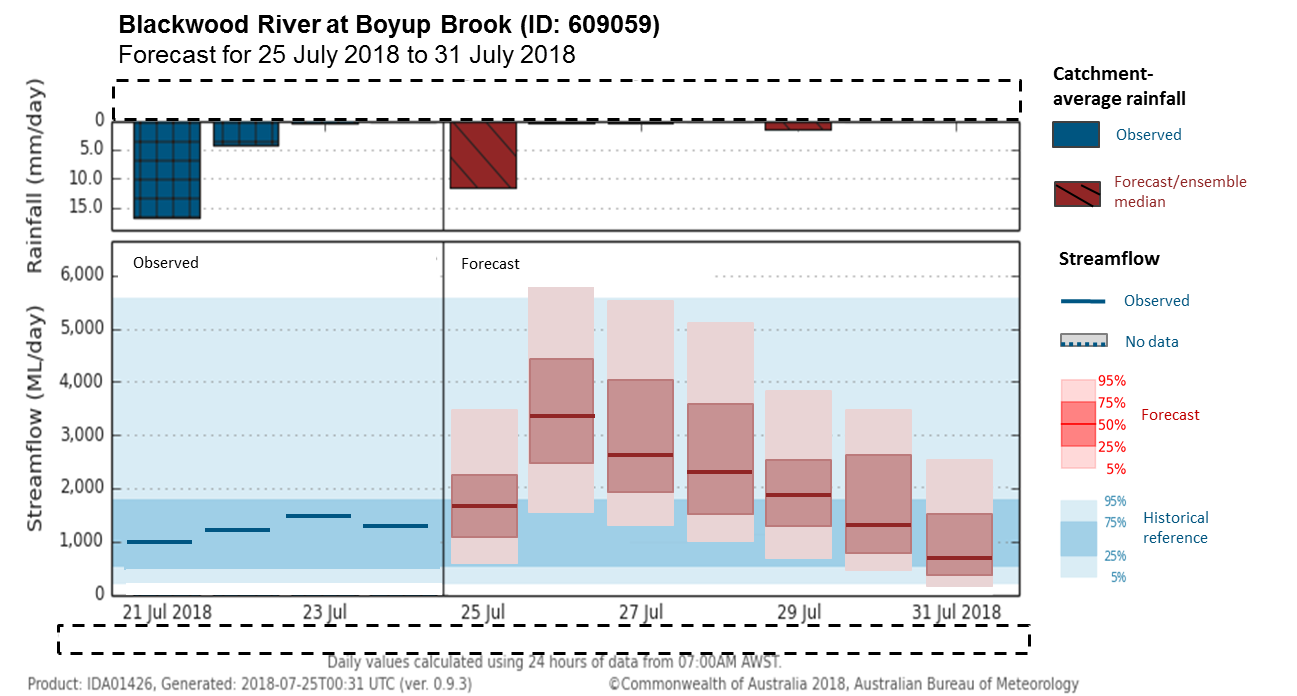 Blackwood River at Boyup Brook (ID: 609059)
Forecast for 25 July 2018 to 31 July 2018
Rainfall (mm/day)
0
5.0
10.0
15.0
Catchment-
average rainfall
Observed
Forecast/ensemble
median
Streamflow (ML/day)
Observed
Forecast
6,000
5,000
4,000
3,000
2,000
1,000
0
21 Jul 2018
23 Jul
25 Jul
27 Jul
29 Jul
31 Jul 2018
Streamflow
Observed
No data
95%
75%
50%
25%
5%
Forecast
95%
75%
25%
5%
Historical
reference
Daily values calculated using 24 hours of data from 07:00AM AWST.
Product: IDA01426, Generated: 2018-07-25T00:31 UTC (ver. 0.9.3)
©Commonwealth of Australia 2018, Australian Bureau of Meteorology